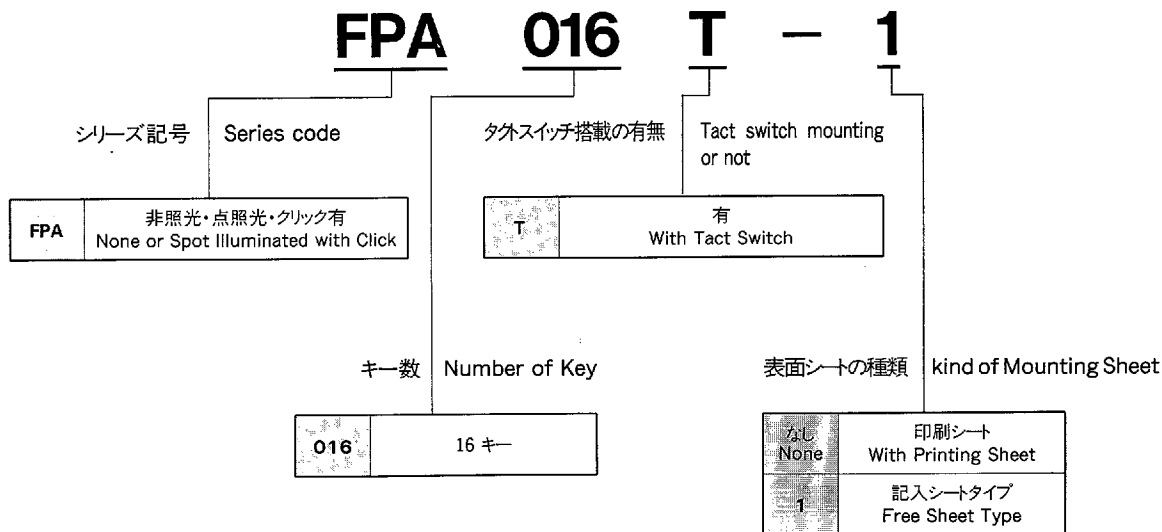 FPA 016 T - 1
シリーズ記号 Series code
タクトスイッチ搭載の有無 Tact switch mounting
or not
FPA 非照光・点照光・クリック有
None or Spot Illuminated with Click
T 有
With Tact Switch
キー数 Number of Key
表面シートの種類 kind of Mounting Sheet
016 16 キー
なし 印刷シート
None With Printing Sheet
1 記入シートタイプ
Free Sheet Type